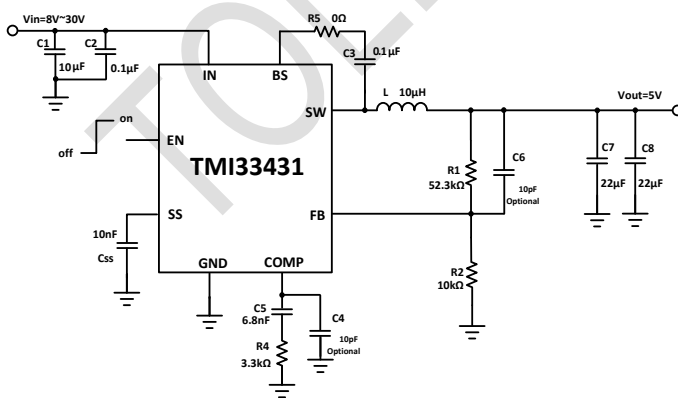 Vin=8V~30V
R5 0Ω
C1
10μF
C2
0.1μF
C3
0.1μF
IN
BS
SW
L 10μH
Vout=5V
on
off
EN
TMI33431
R1
52.3kΩ
C6
10pF
Optional
C7
22μF
C8
22μF
SS
FB
10nF
Css
GND
COMP
R2
10kΩ
C5
6.8nF
C4
10pF
Optional
R4
3.3kΩ